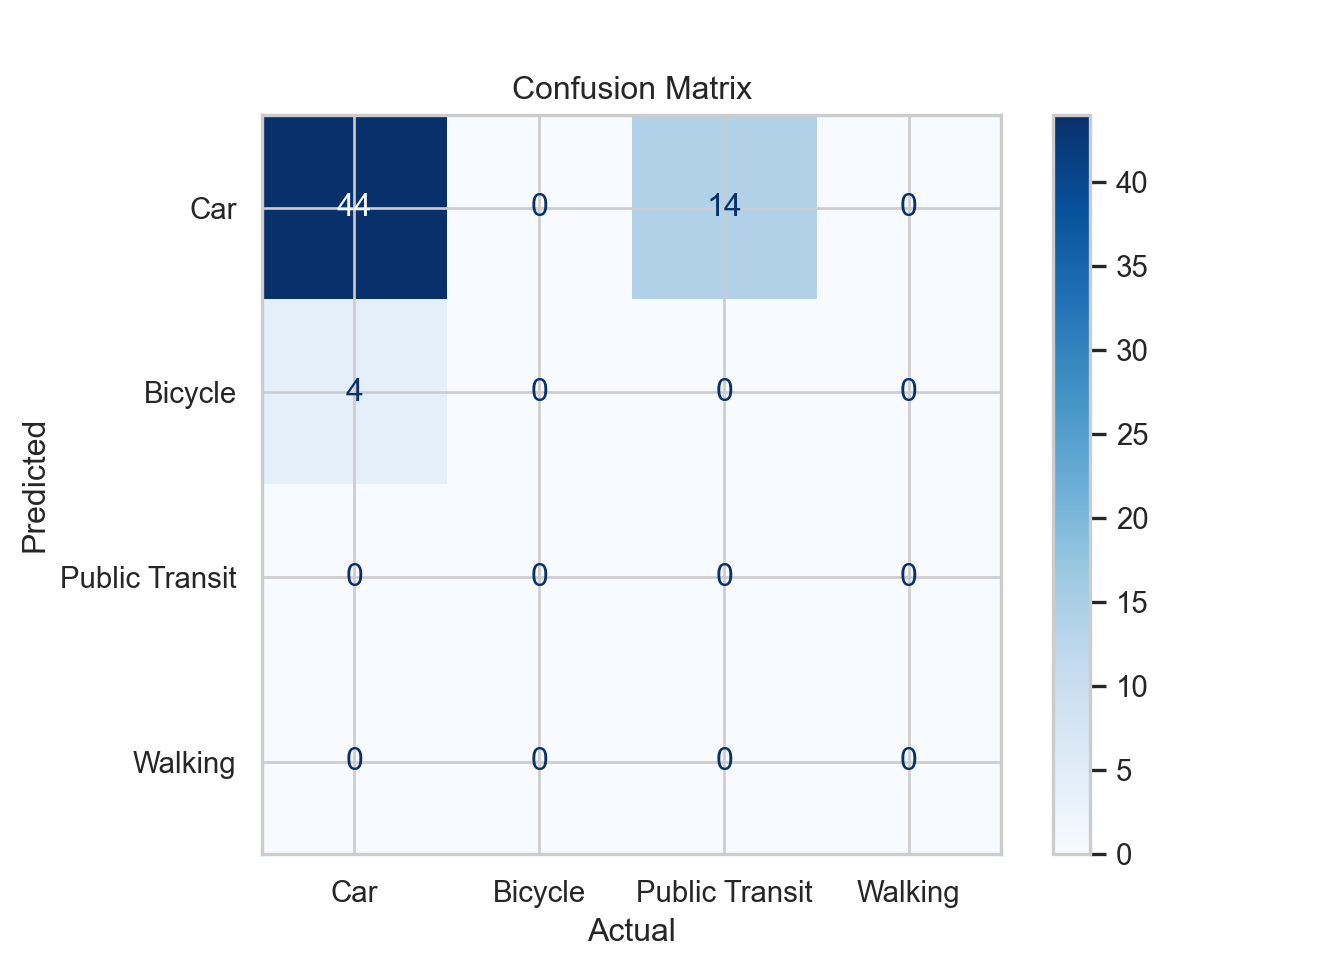 Confusion Matrix
Predicted
Car
44 0 14 0
Bicycle
4 0 0 0
Public Transit
0 0 0 0
Walking
0 0 0 0
Car Bicycle Public Transit Walking
Actual
40
35
30
25
20
15
10
5
0